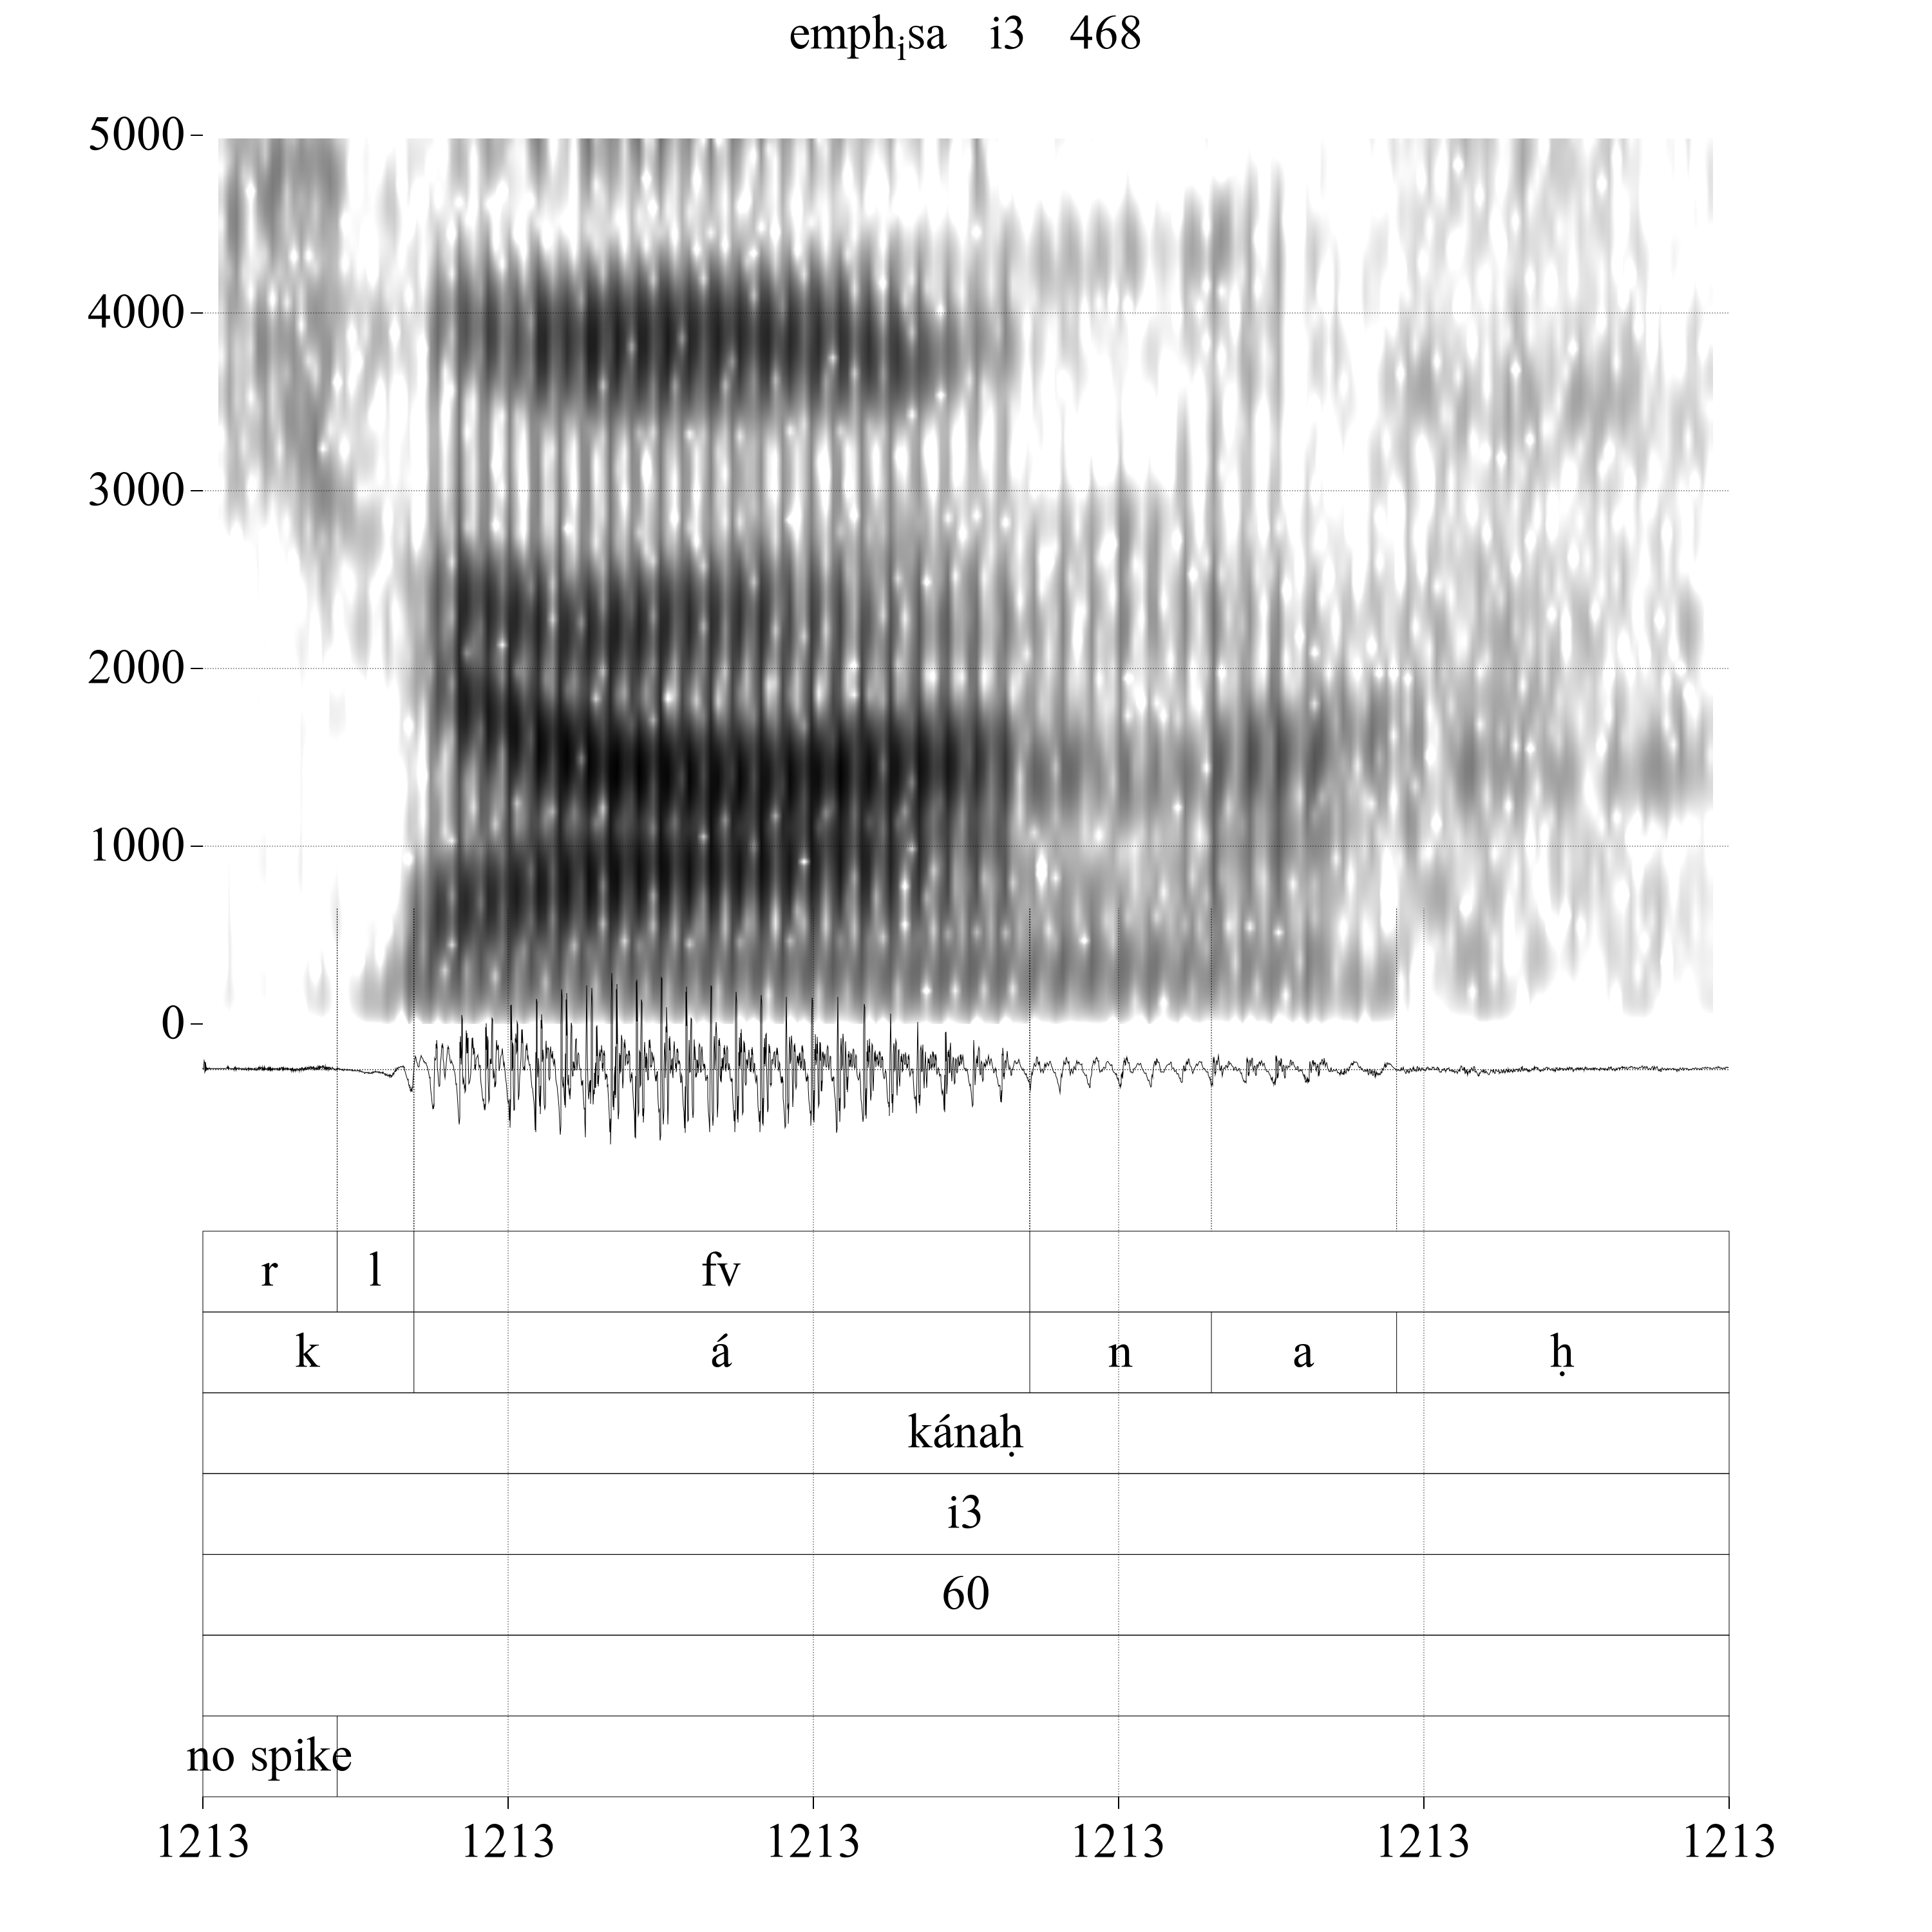 emphᵢsa i3 468
5000
4000
3000
2000
1000
0
r l fv
k á n a ḥ
kánaḥ
i3
60
no spike
1213 1213 1213 1213 1213 1213